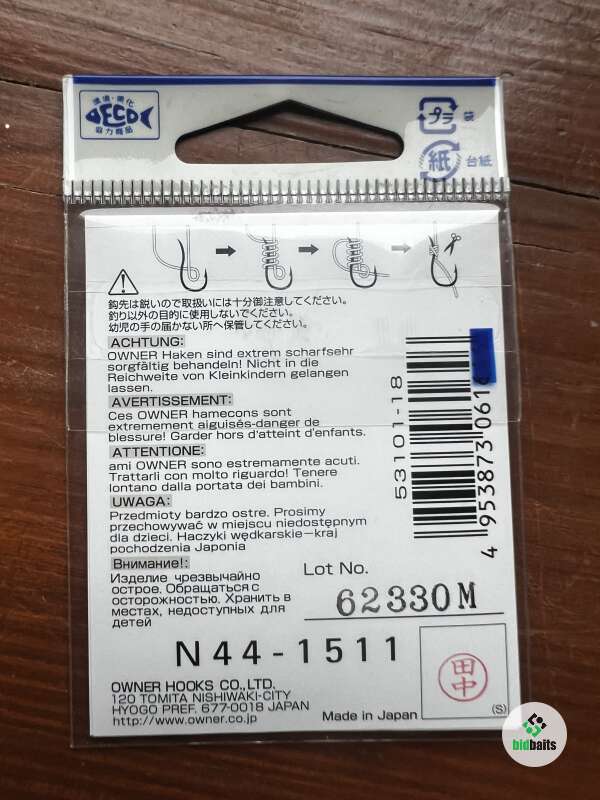 環境・美化
ECO
協力商品
プラ
袋
紙
台紙
鈎先は鋭いので取扱いには十分御注意してください。
釣り以外の目的に使用しないでください。
幼児の手の届かない所へ保管してください。
ACHTUNG:
OWNER Haken sind extrem scharfsehr
sorgfältig behandeln! Nicht in die
Reichweite von Kleinkindern gelangen
lassen.
AVERTISSEMENT:
Ces OWNER hamecons sont
extremement aiguisés-danger de
blessure! Garder hors d'atteint d'enfants.
ATTENTIONE:
ami OWNER sono estremamente acuti.
Trattarli con molto riguardo! Tenere
lontano dalla portata dei bambini.
UWAGA:
Przedmioty bardzo ostre. Prosimy
przechowywać w miejscu niedostępnym
dla dzieci. Haczyki wędkarskie-kraj
pochodzenia Japonia
Внимание!:
Изделие чрезвычайно
острое. Обращаться с
осторожностью. Хранить в
местах, недоступных для
детей
53101-18
4 953873 061
Lot No.
62330M
N44-1511
OWNER HOOKS CO.,LTD.
120 TOMITA NISHIWAKI-CITY
HYOGO PREF. 677-0018 JAPAN
http://www.owner.co.jp
Made in Japan
田中
(S)
bidbaits